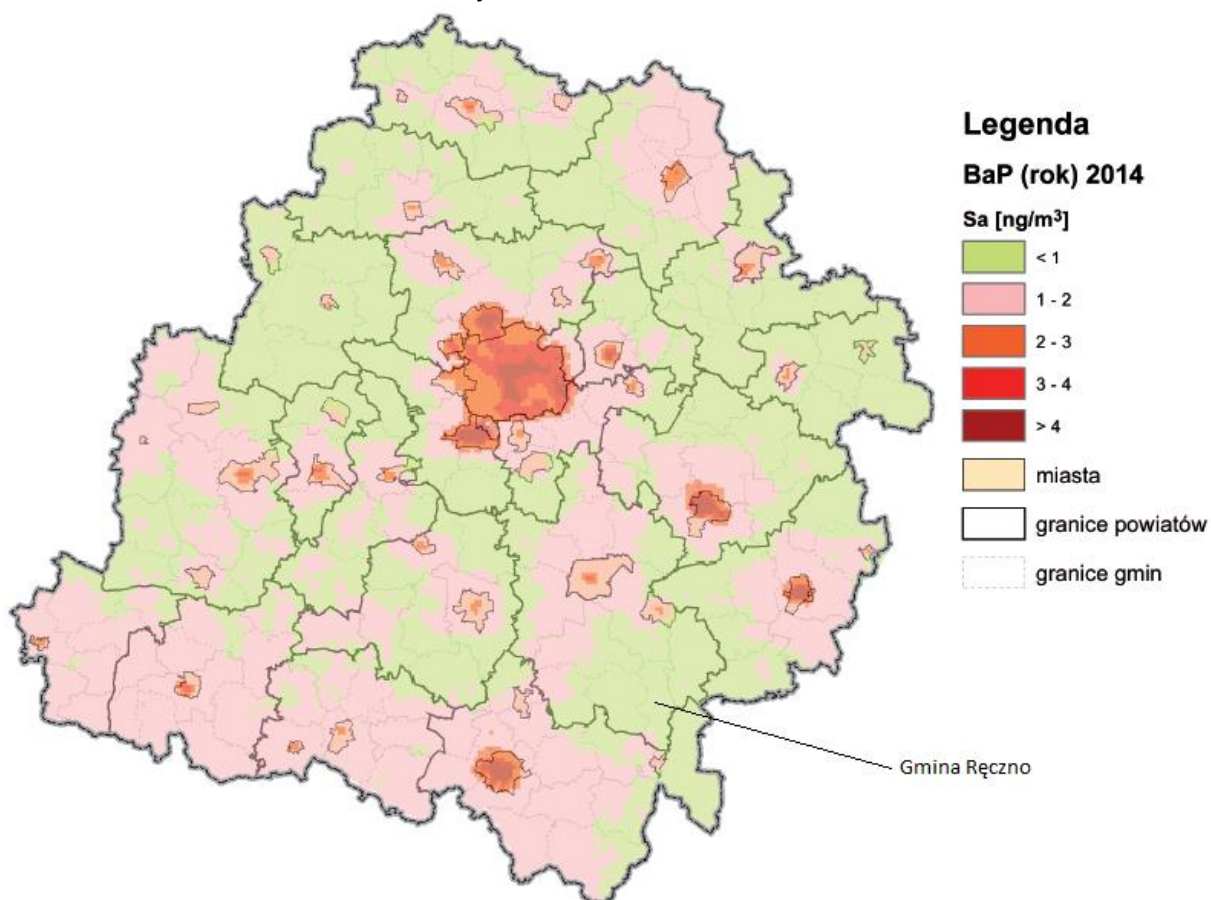 Legenda
BaP (rok) 2014
Sa [ng/m³]
< 1
1 - 2
2 - 3
3 - 4
> 4
miasta
granice powiatów
granice gmin
Gmina Ręczno